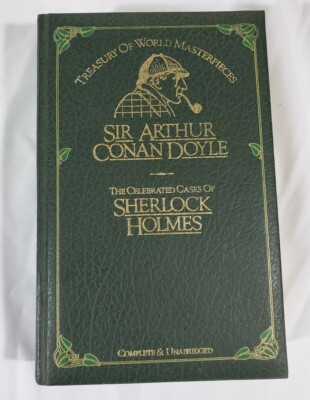 Treasury Of World Masterpieces
Sir Arthur
Conan Doyle
The Celebrated Cases Of
Sherlock
Holmes
Complete & Unabridged